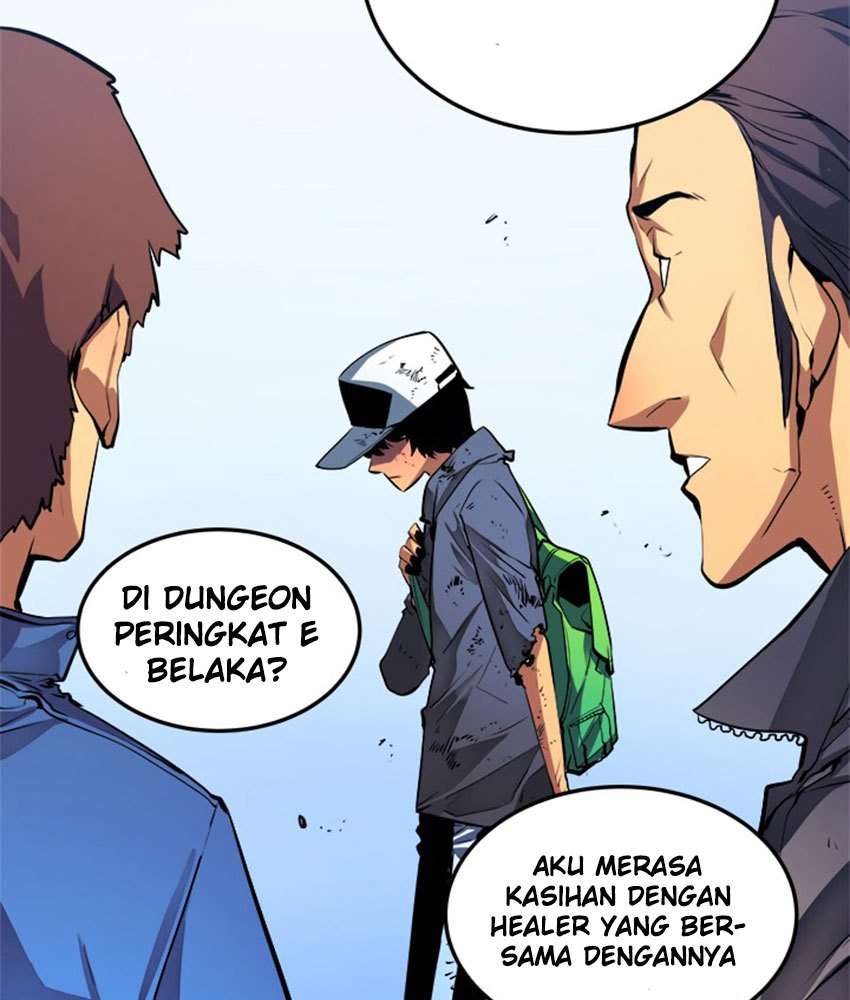 DI DUNGEON
PERINGKAT E
BELAKA?
AKU MERASA
KASIHAN DENGAN
HEALER YANG BER-
SAMA DENGANNYA